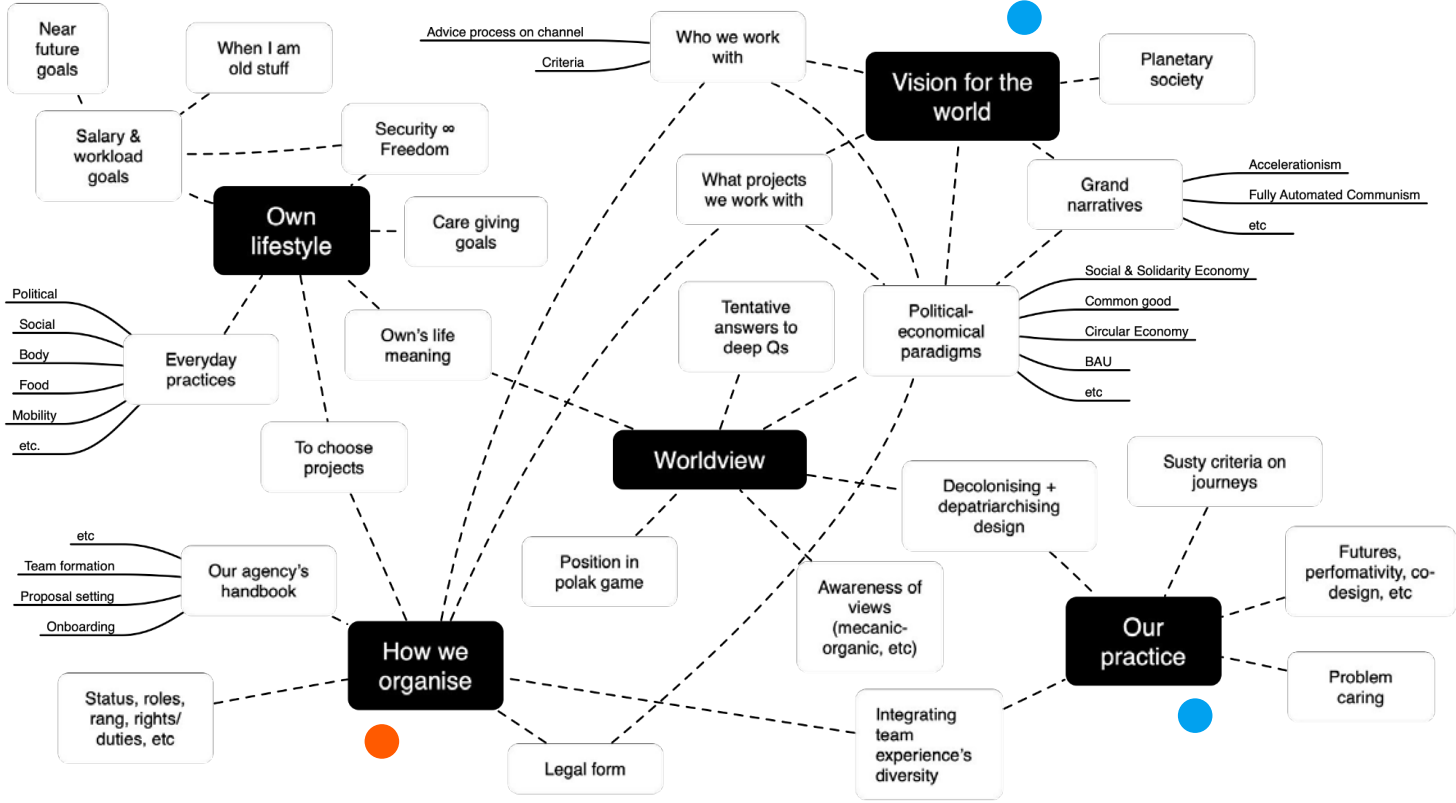 Near
future
goals
When I am
old stuff
Salary &
workload
goals
Security ∞
Freedom
Own
lifestyle
Care giving
goals
Political
Social
Body
Food
Mobility
etc.
Everyday
practices
Own's life
meaning
To choose
projects
Advice process on channel
Criteria
Who we work
with
Vision for the
world
Planetary
society
What projects
we work with
Grand
narratives
Accelerationism
Fully Automated Communism
etc
Tentative
answers to
deep Qs
Political-
economical
paradigms
Social & Solidarity Economy
Common good
Circular Economy
BAU
etc
Worldview
Decolonising +
depatriarchising
design
Susty criteria on
journeys
Position in
polak game
Awareness of
views
(mecanic-
organic, etc)
Futures,
perfomativity, co-
design, etc
Our
practice
Problem
caring
etc
Team formation
Proposal setting
Onboarding
Our agency's
handbook
How we
organise
Status, roles,
rang, rights/
duties, etc
Legal form
Integrating
team
experience's
diversity